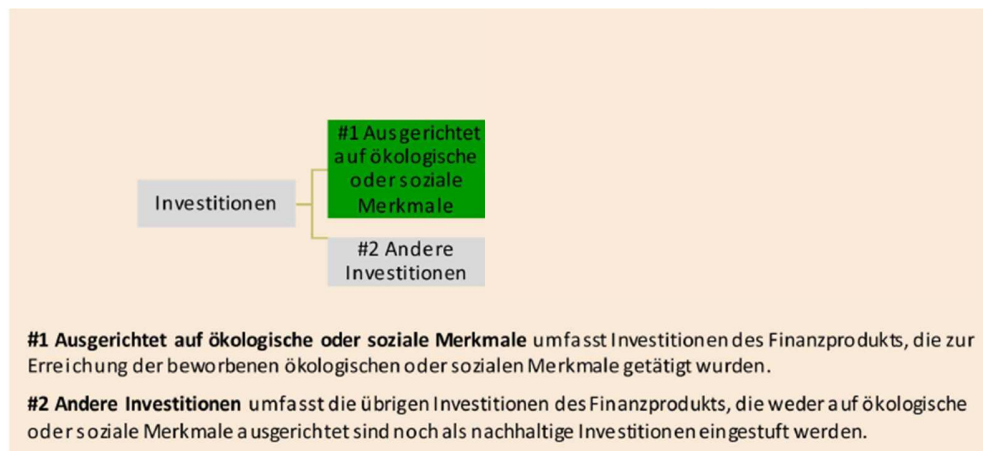 #1 Ausgerichtet
auf ökologische
oder soziale
Merkmale
Investitionen
#2 Andere
Investitionen
#1 Ausgerichtet auf ökologische oder soziale Merkmale umfasst Investitionen des Finanzprodukts, die zur
Erreichung der beworbenen ökologischen oder sozialen Merkmale getätigt wurden.
#2 Andere Investitionen umfasst die übrigen Investitionen des Finanzprodukts, die weder auf ökologische
oder soziale Merkmale ausgerichtet sind noch als nachhaltige Investitionen eingestuft werden.